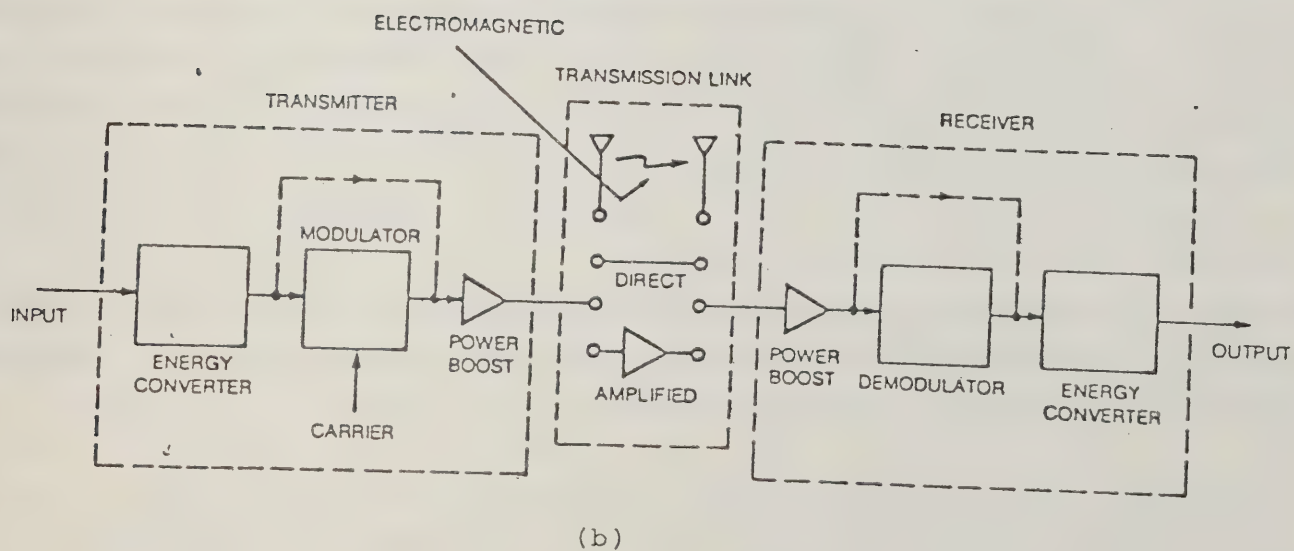 ELECTROMAGNETIC
TRANSMISSION LINK
TRANSMITTER
RECEIVER
MODULATOR
DIRECT
INPUT
POWER
BOOST
POWER
BOOST
OUTPUT
ENERGY
CONVERTER
AMPLIFIED
DEMODULATOR
ENERGY
CONVERTER
CARRIER
(b)